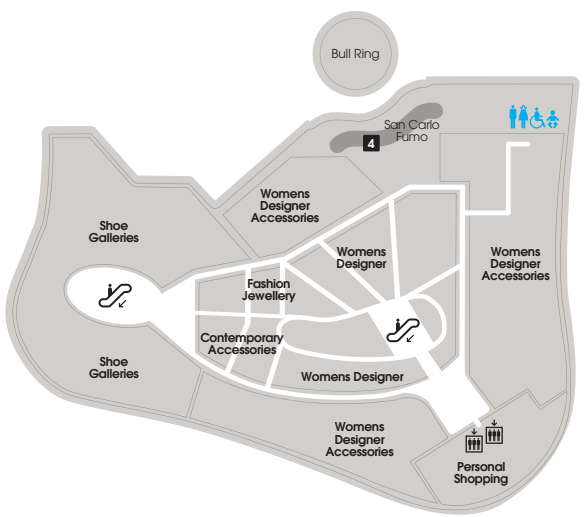 Bull Ring
San Carlo
Fumo
4
Womens
Designer
Accessories
Shoe
Galleries
Womens
Designer
Womens
Designer
Accessories
Fashion
Jewellery
Contemporary
Accessories
Shoe
Galleries
Womens Designer
Womens
Designer
Accessories
Personal
Shopping